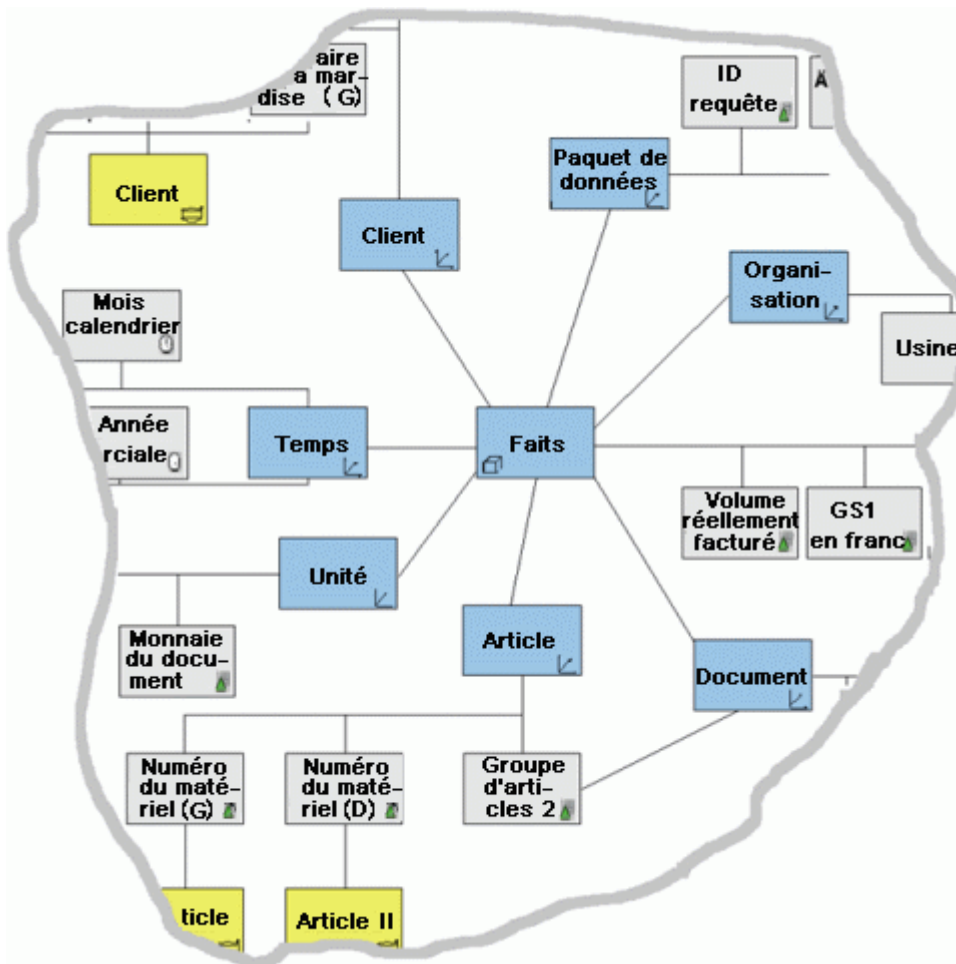 aire
a mar-
dise (G)
ID
requête
A
Client
Client
Paquet de
données
Organi-
sation
Usine
Mois
calendrier
Année
rciale
Temps
Faits
Volume
réellement
facturé
GS1
en franc
Unité
Monnaie
du docu-
ment
Article
Document
Numéro
du maté-
riel (G)
Numéro
du maté-
riel (D)
Groupe
d'arti-
cles 2
ticle
Article II